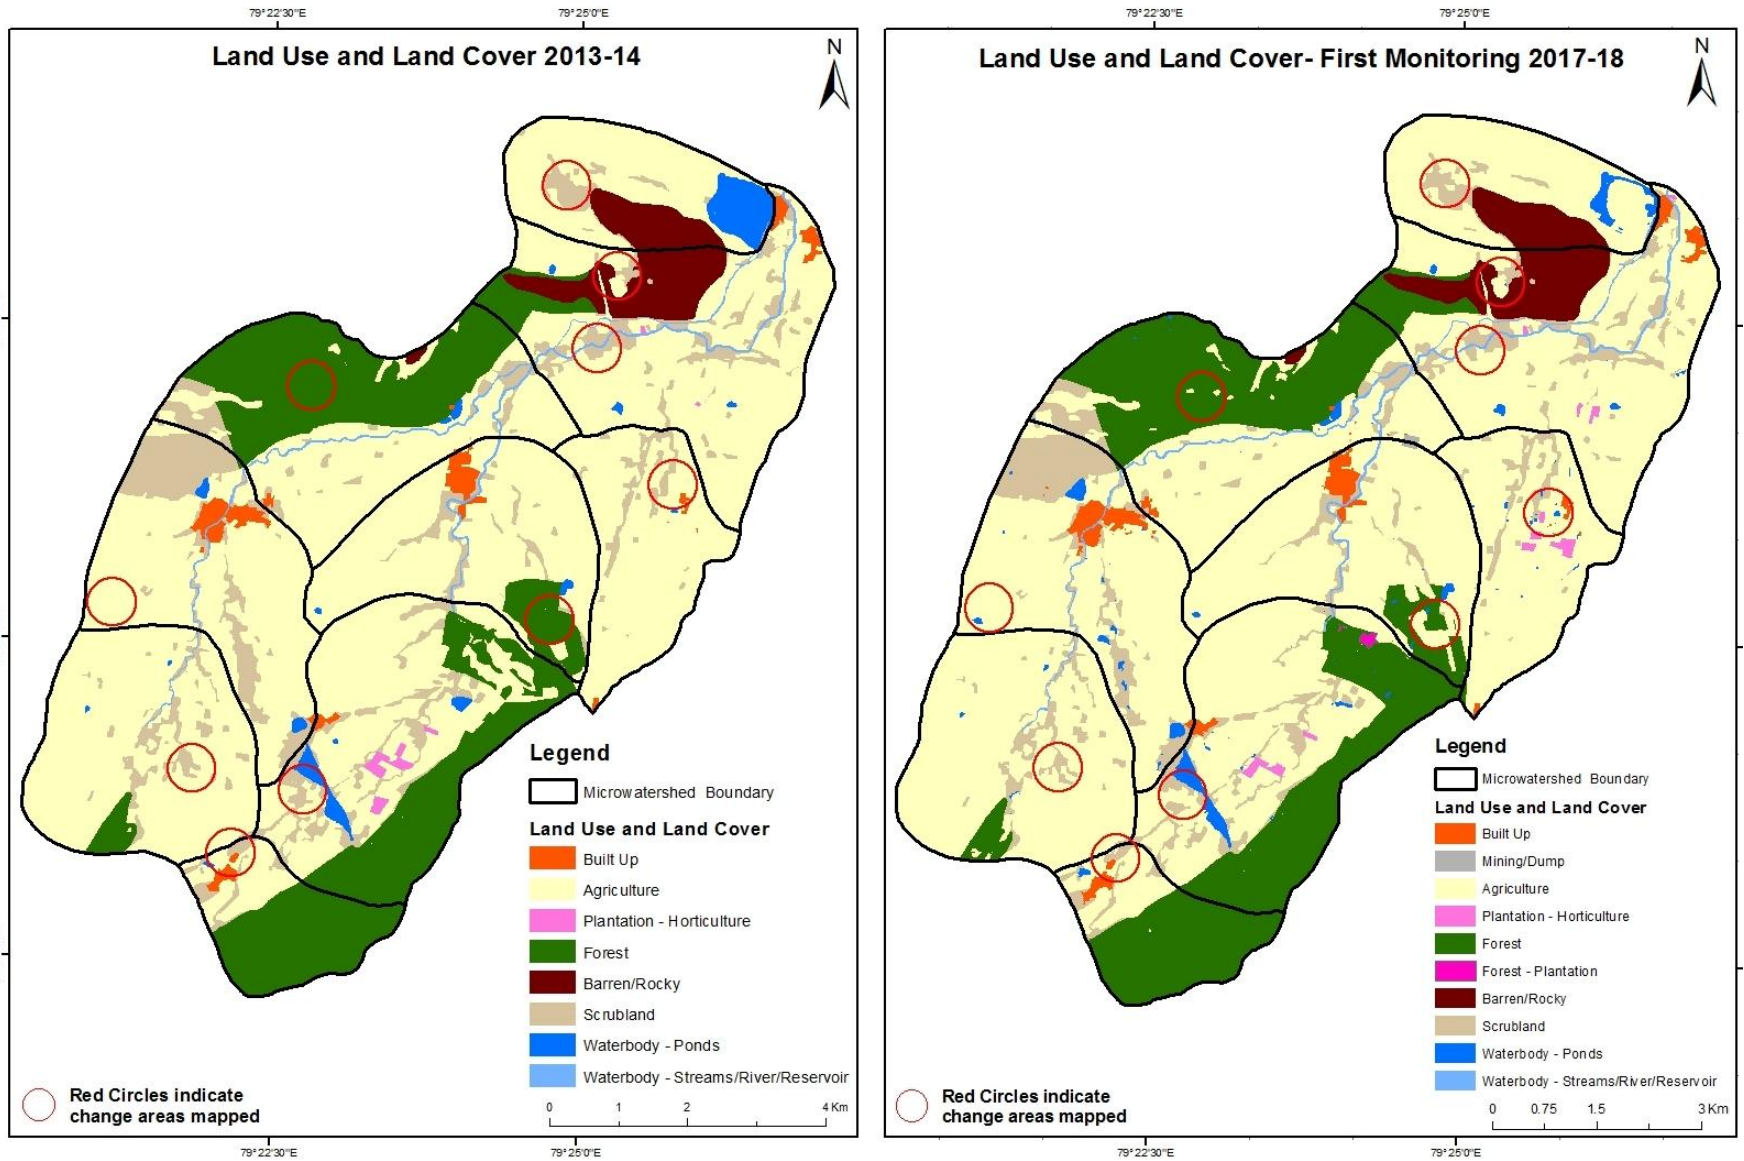 79°22'30"E
79°25'0"E
Land Use and Land Cover 2013-14
N
Legend
Microwatershed Boundary
Land Use and Land Cover
Built Up
Agriculture
Plantation - Horticulture
Forest
Barren/Rocky
Scrubland
Waterbody - Ponds
Waterbody - Streams/River/Reservoir
Red Circles indicate
change areas mapped
0 1 2 4 Km
79°22'30"E
79°25'0"E
79°22'30"E
79°25'0"E
Land Use and Land Cover- First Monitoring 2017-18
N
Legend
Microwatershed Boundary
Land Use and Land Cover
Built Up
Mining/Dump
Agriculture
Plantation - Horticulture
Forest
Forest - Plantation
Barren/Rocky
Scrubland
Waterbody - Ponds
Waterbody - Streams/River/Reservoir
Red Circles indicate
change areas mapped
0 0.75 1.5 3 Km
79°22'30"E
79°25'0"E